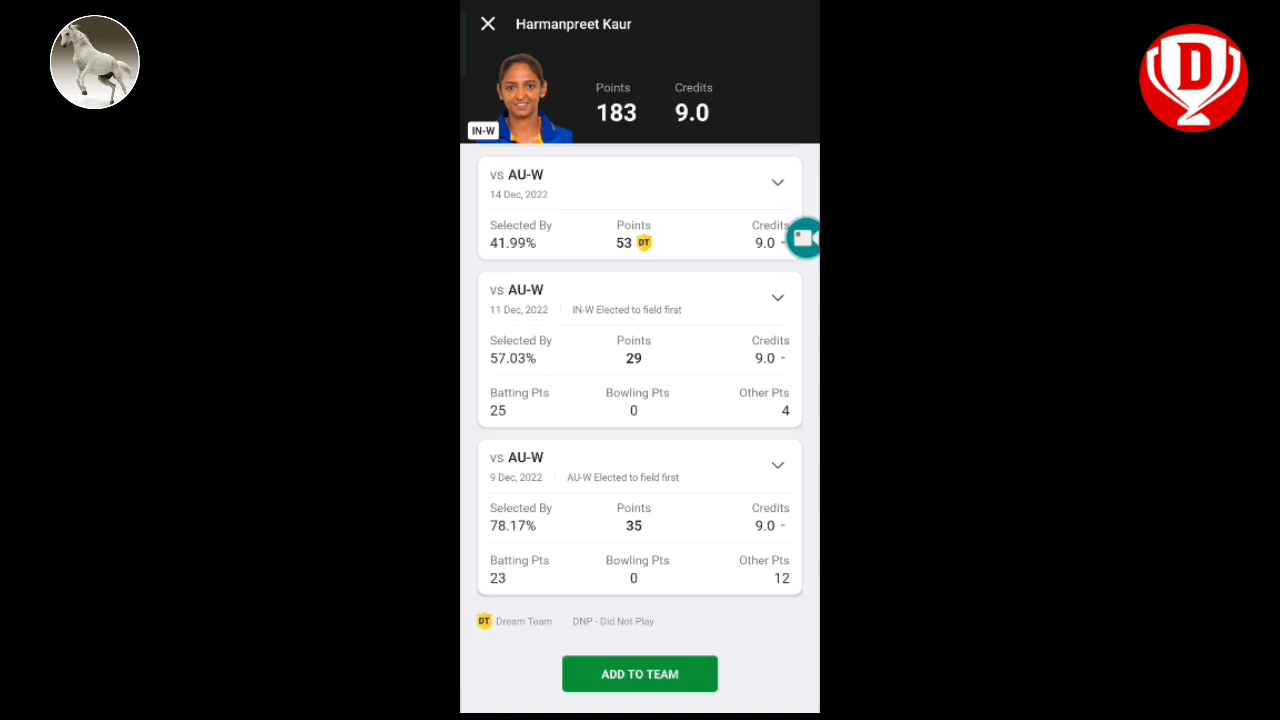 Harmanpreet Kaur
Points Credits
183 9.0
IN-W
D
vs AU-W
14 Dec, 2022
Selected By Points Credits
41.99% 53 DT 9.0 -
vs AU-W
11 Dec, 2022 | IN-W Elected to field first
Selected By Points Credits
57.03% 29 9.0 -
Batting Pts Bowling Pts Other Pts
25 0 4
vs AU-W
9 Dec, 2022 | AU-W Elected to field first
Selected By Points Credits
78.17% 35 9.0 -
Batting Pts Bowling Pts Other Pts
23 0 12
DT Dream Team DNP - Did Not Play
ADD TO TEAM